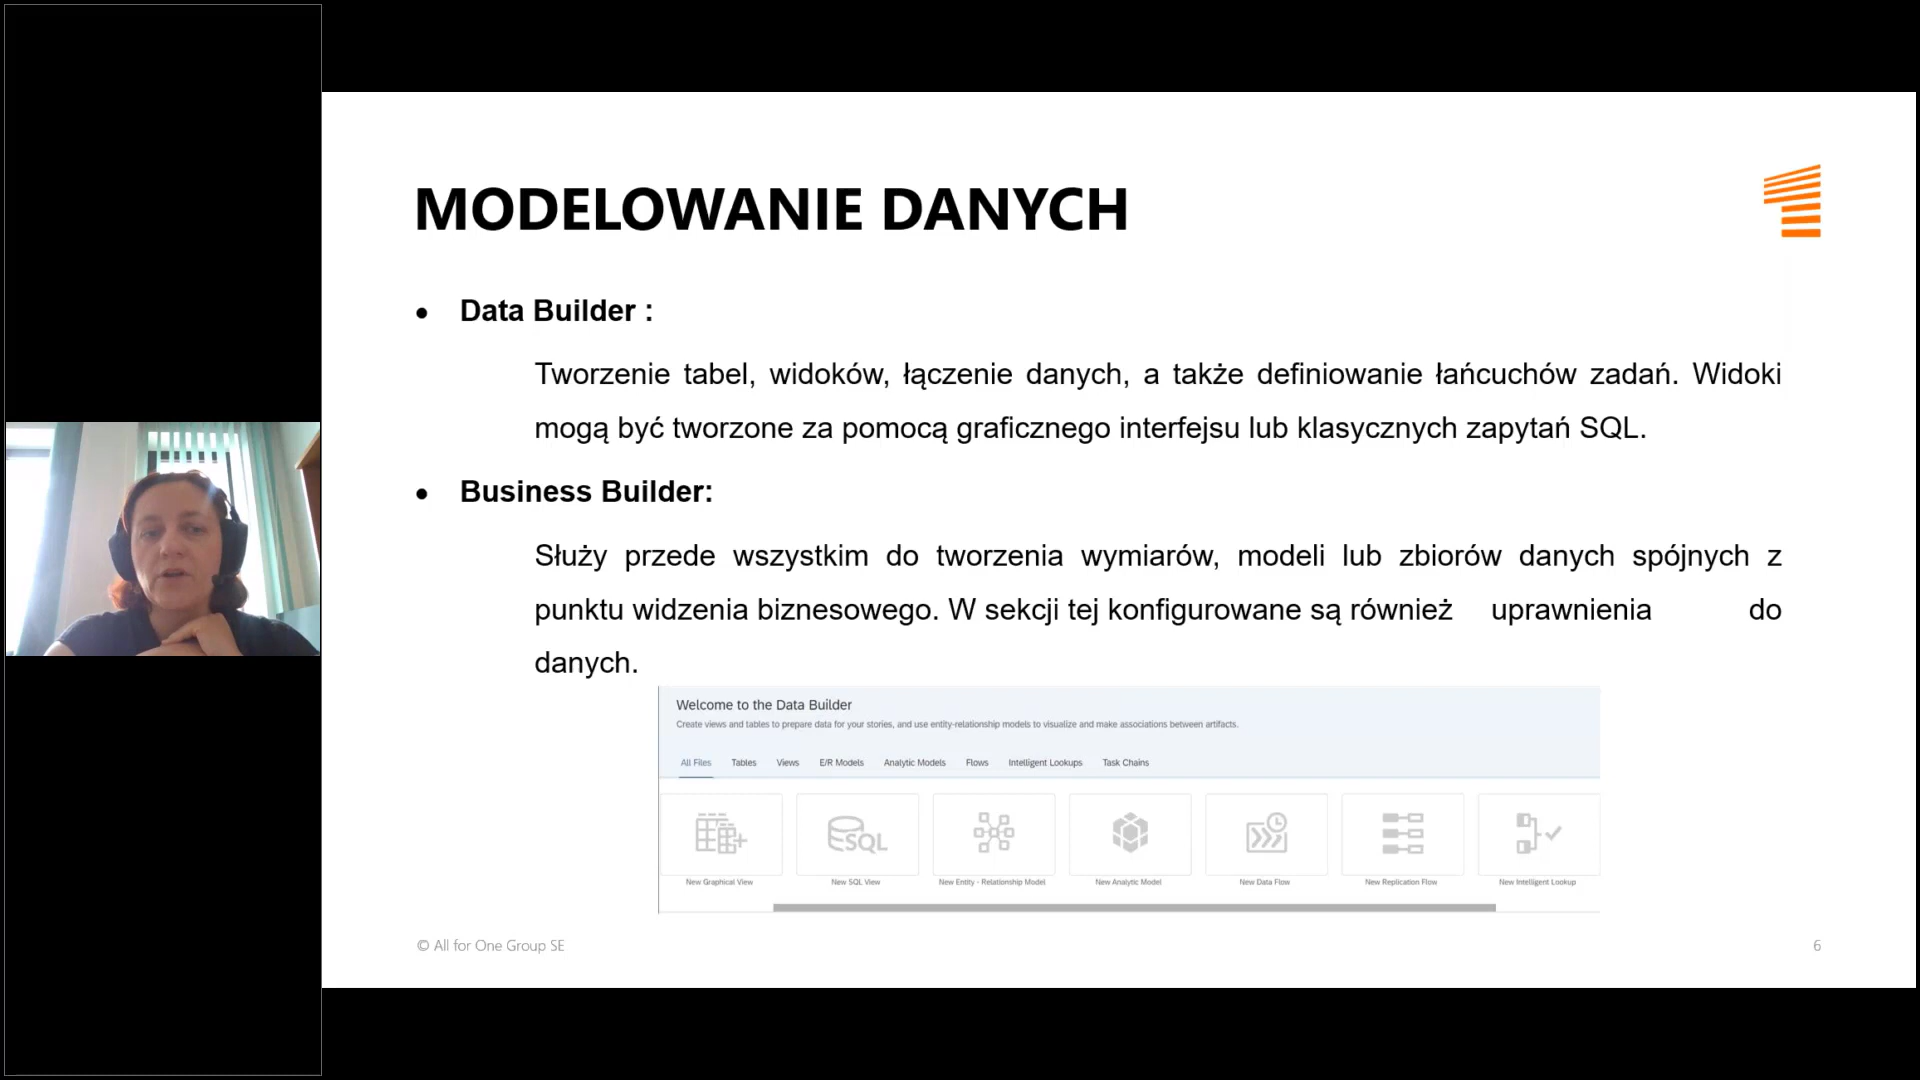 MODELOWANIE DANYCH
• Data Builder :
Tworzenie tabel, widoków, łączenie danych, a także definiowanie łańcuchów zadań. Widoki
mogą być tworzone za pomocą graficznego interfejsu lub klasycznych zapytań SQL.
• Business Builder:
Służy przede wszystkim do tworzenia wymiarów, modeli lub zbiorów danych spójnych z
punktu widzenia biznesowego. W sekcji tej konfigurowane są również uprawnienia do
danych.
Welcome to the Data Builder
Create views and tables to prepare data for your stories, and use entity-relationship models to visualize and make associations between artifacts.
All Files Tables Views E/R Models Analytic Models Flows Intelligent Lookups Task Chains
SQL
New Graphical View New SQL View New Entity - Relationship Model New Analytic Model New Data Flow New Replication Flow New Intelligent Lookup
© All for One Group SE 6